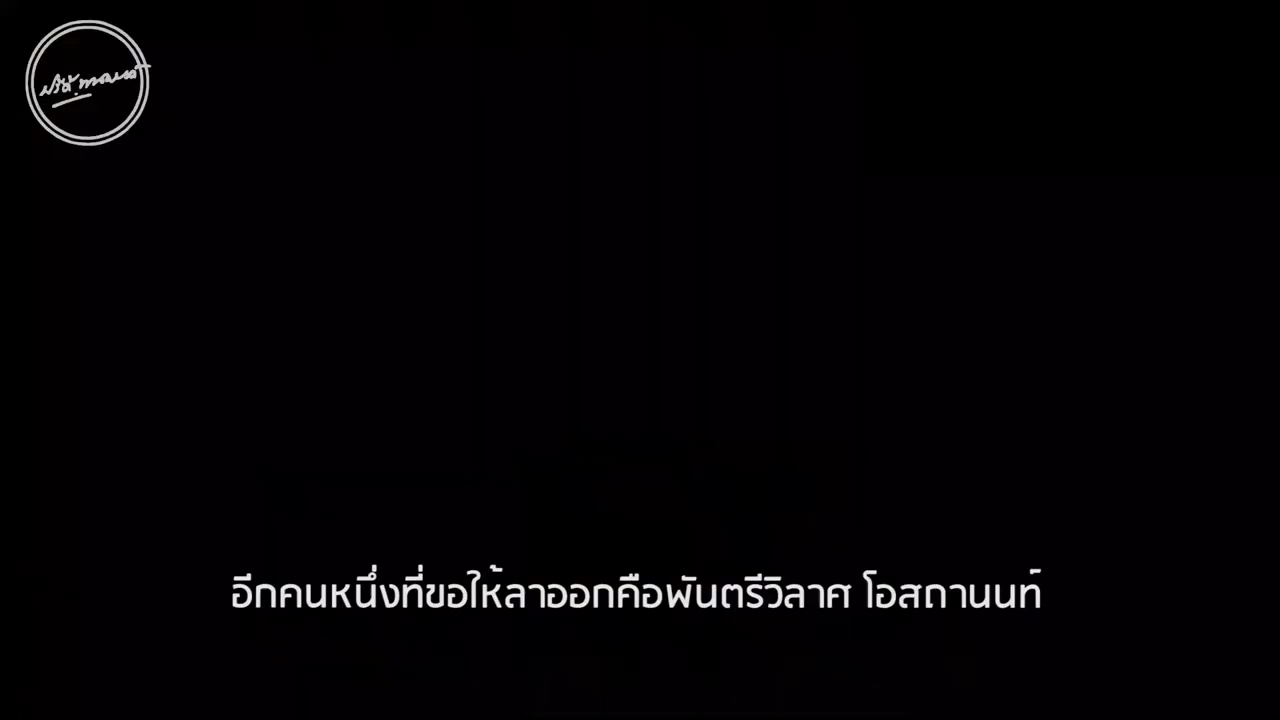 อีกคนหนึ่งที่ขอให้ลาออกคือพันตรีวิลาศ โอสถานนท์